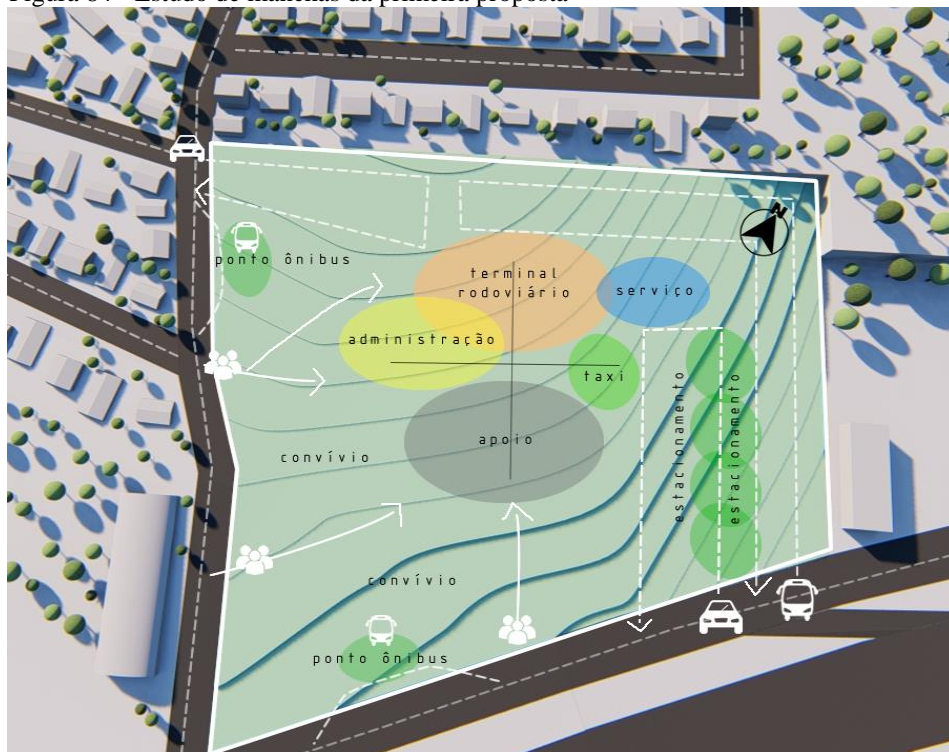 Figura 64 - Estudo de manchas da primeira proposta
N
ponto ônibus
terminal
rodoviário
serviço
administração
taxi
estacionamento
estacionamento
apoio
convívio
convívio
ponto ônibus